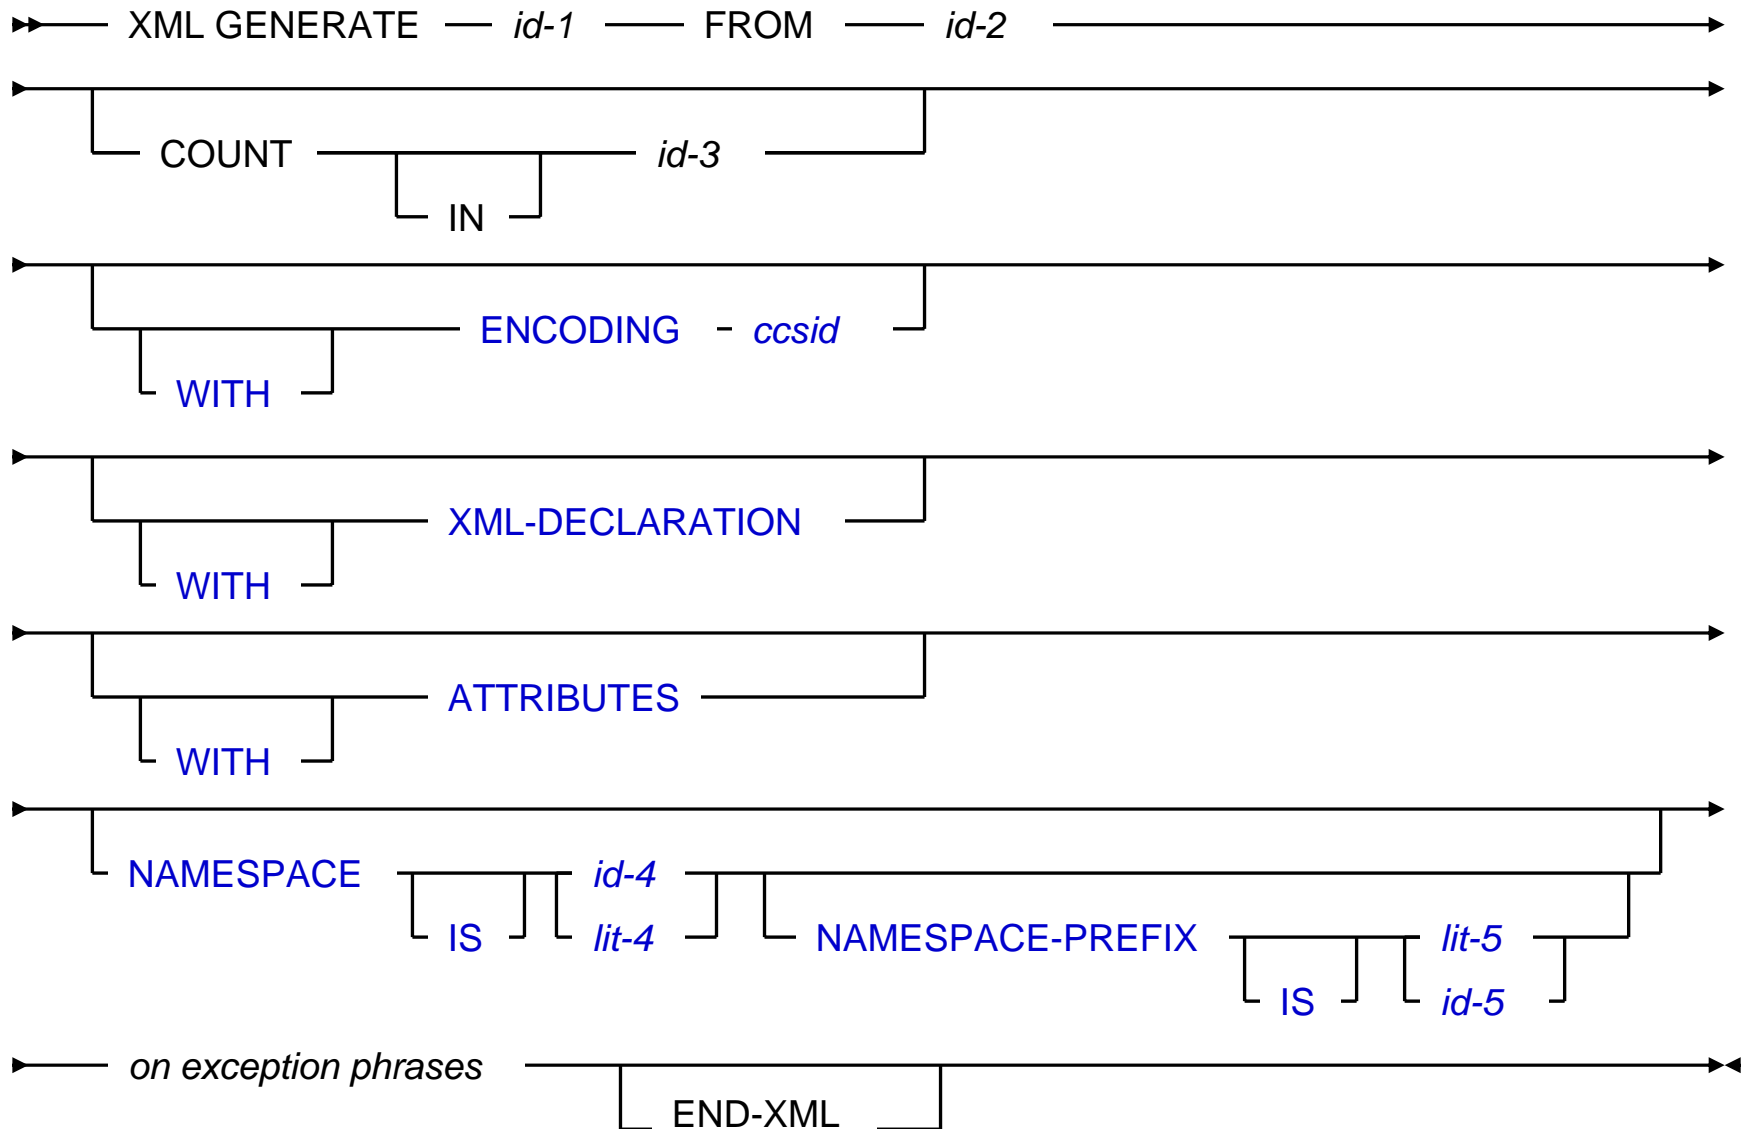 XML GENERATE id-1 FROM id-2
COUNT id-3
IN
ENCODING ccsid
WITH
XML-DECLARATION
WITH
ATTRIBUTES
WITH
NAMESPACE id-4
IS lit-4 NAMESPACE-PREFIX lit-5
IS id-5
on exception phrases
END-XML